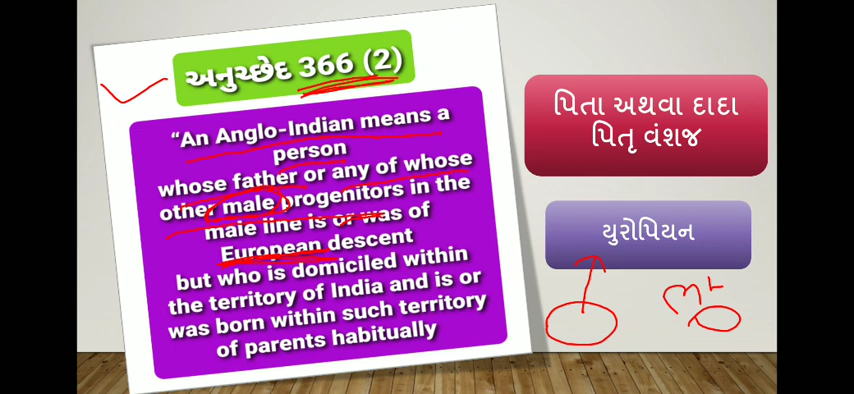 અનુચ્છેદ 366 (2)
“An Anglo-Indian means a
person
whose father or any of whose
other male progenitors in the
male line is or was of
European descent
but who is domiciled within
the territory of India and is or
was born within such territory
of parents habitually
પિતા અથવા દાદા
પિતૃ વંશજ
યુરોપિયન